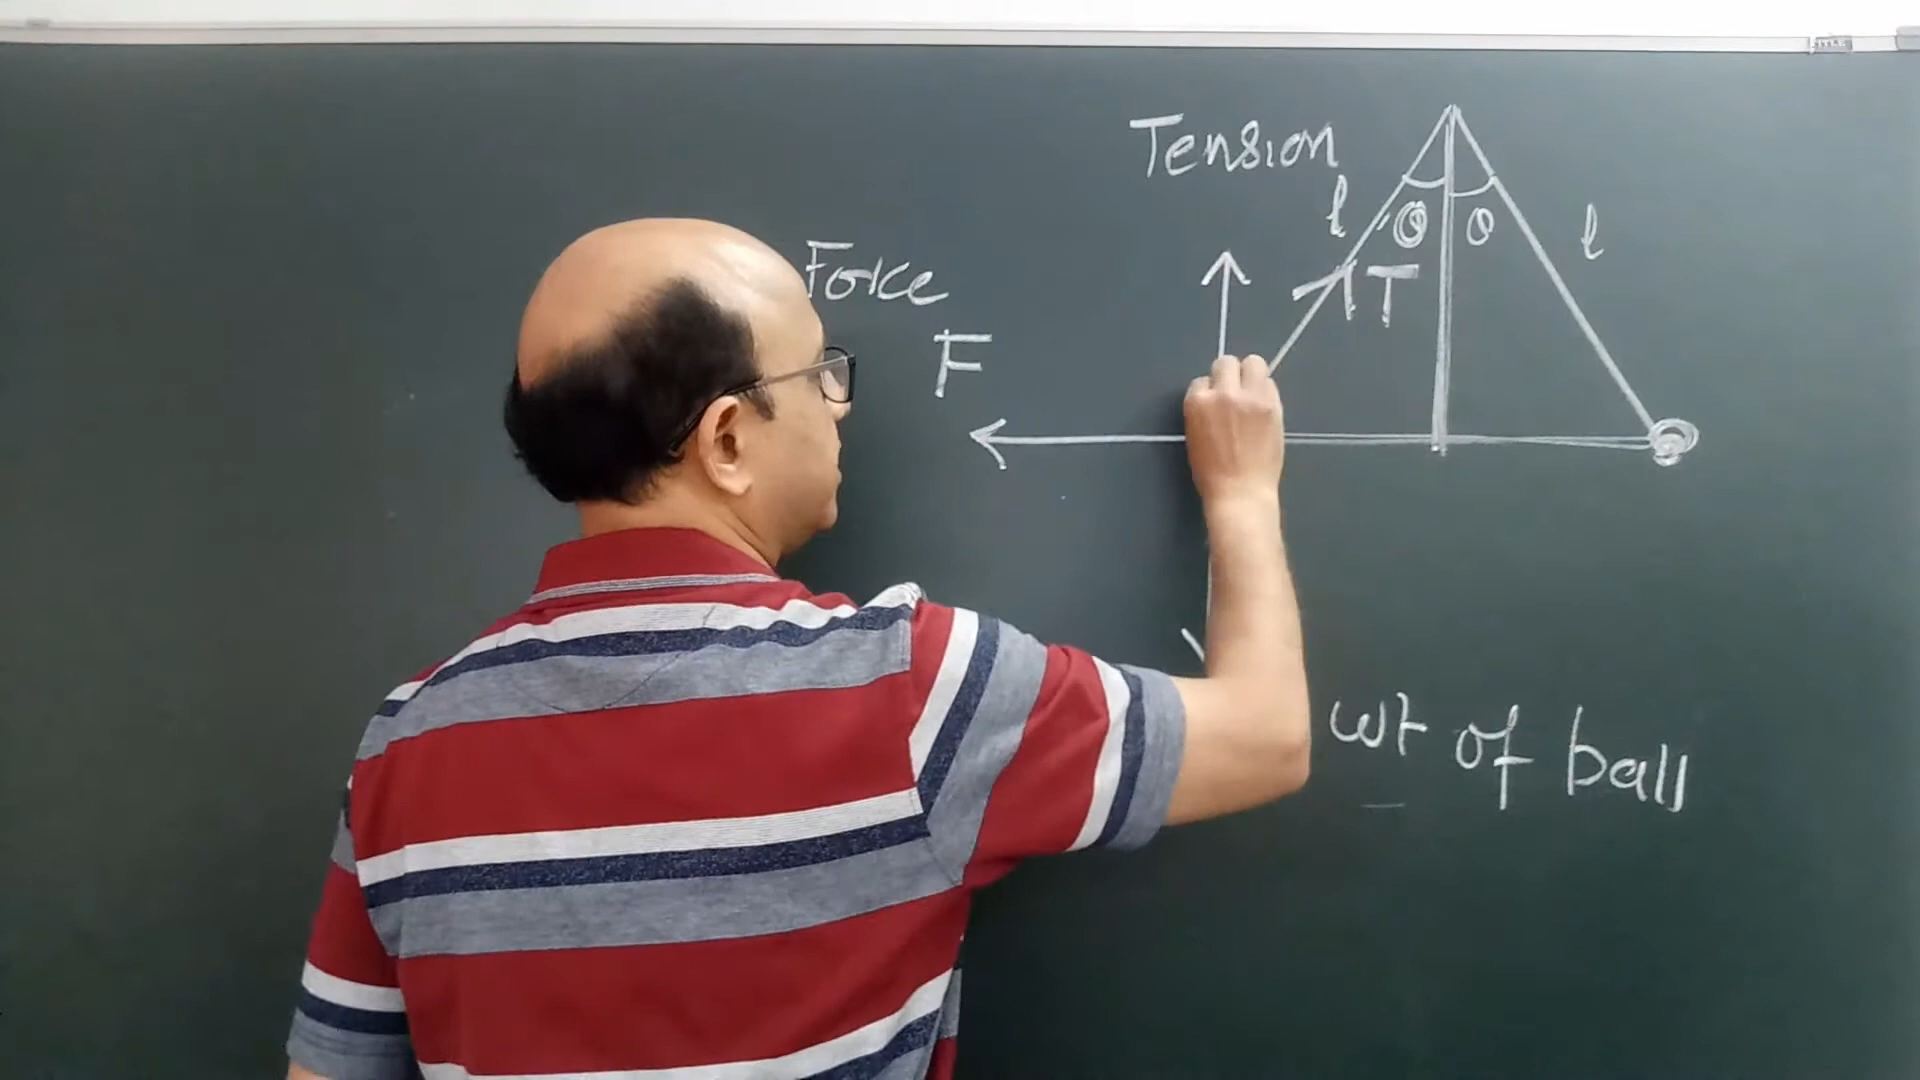 Tension
l
θ
θ
l
Force
T
F
wt of ball